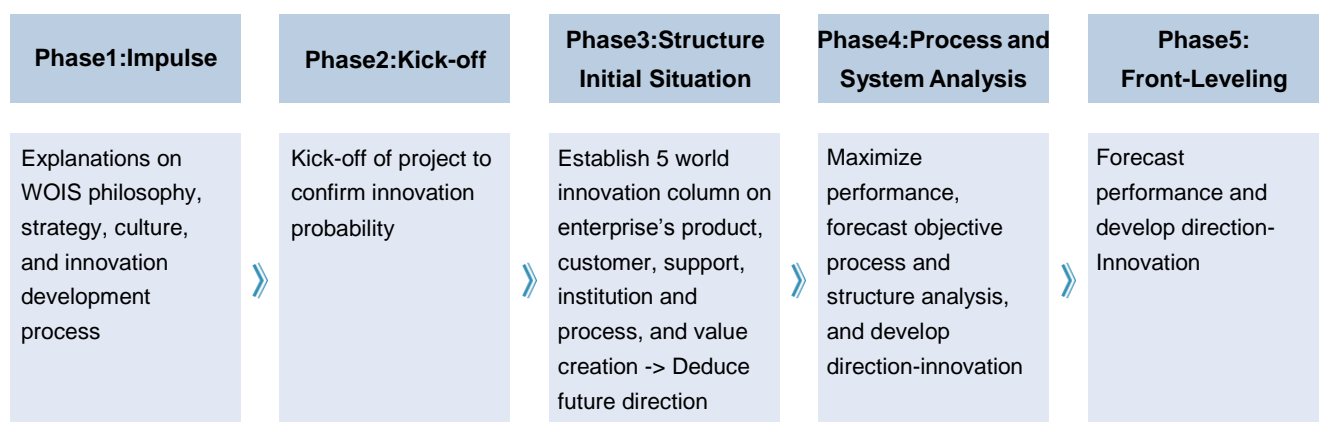 Phase1:Impulse
Explanations on
WOIS philosophy,
strategy, culture,
and innovation
development
process
》
Phase2:Kick-off
Kick-off of project to
confirm innovation
probability
》
Phase3:Structure
Initial Situation
Establish 5 world
innovation column on
enterprise’s product,
customer, support,
institution and
process, and value
creation -> Deduce
future direction
》
Phase4:Process and
System Analysis
Maximize
performance,
forecast objective
process and
structure analysis,
and develop
direction-innovation
》
Phase5:
Front-Leveling
Forecast
performance and
develop direction-
Innovation